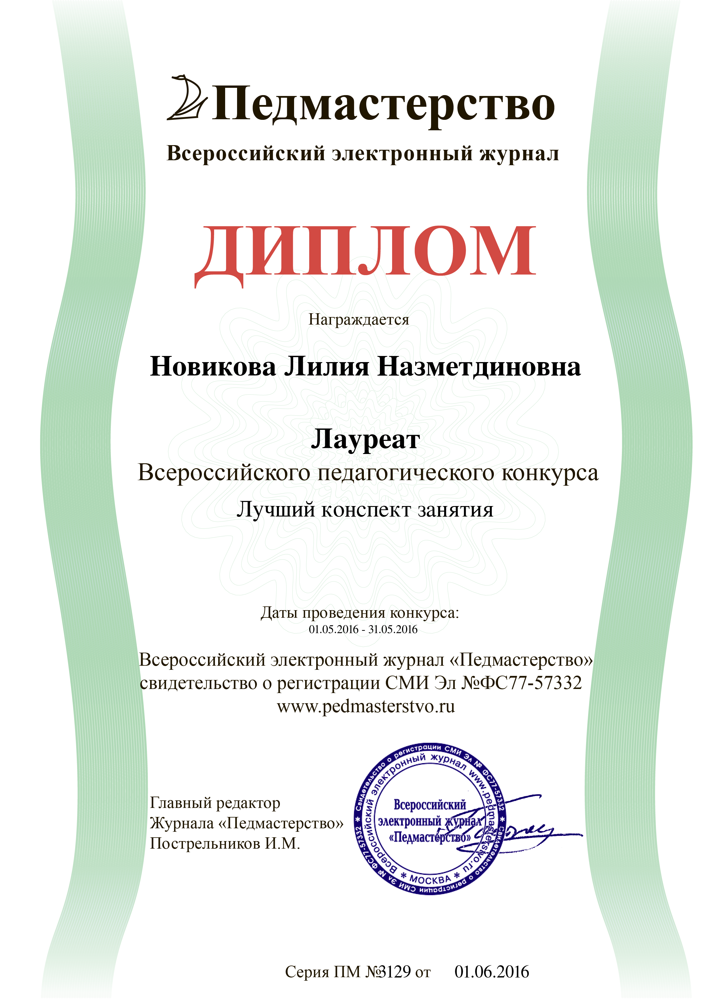 Педмастерство
Всероссийский электронный журнал
ДИПЛОМ
Награждается
Новикова Лилия Назметдиновна
Лауреат
Всероссийского педагогического конкурса
Лучший конспект занятия
Даты проведения конкурса:
01.05.2016 - 31.05.2016
Всероссийский электронный журнал «Педмастерство»
свидетельство о регистрации СМИ Эл №ФС77-57332
www.pedmasterstvo.ru
Главный редактор
Журнала «Педмастерство»
Пострельников И.М.
Свидетельство о регистрации СМИ Эл № ФС77-57332 * Свидетельство о регистрации СМИ Эл № ФС77-57332 *
Всероссийский электронный журнал www.pedmasterstvo.ru
* МОСКВА *
Всероссийский
электронный журнал
«Педмастерство»
Серия ПМ №3129 от 01.06.2016